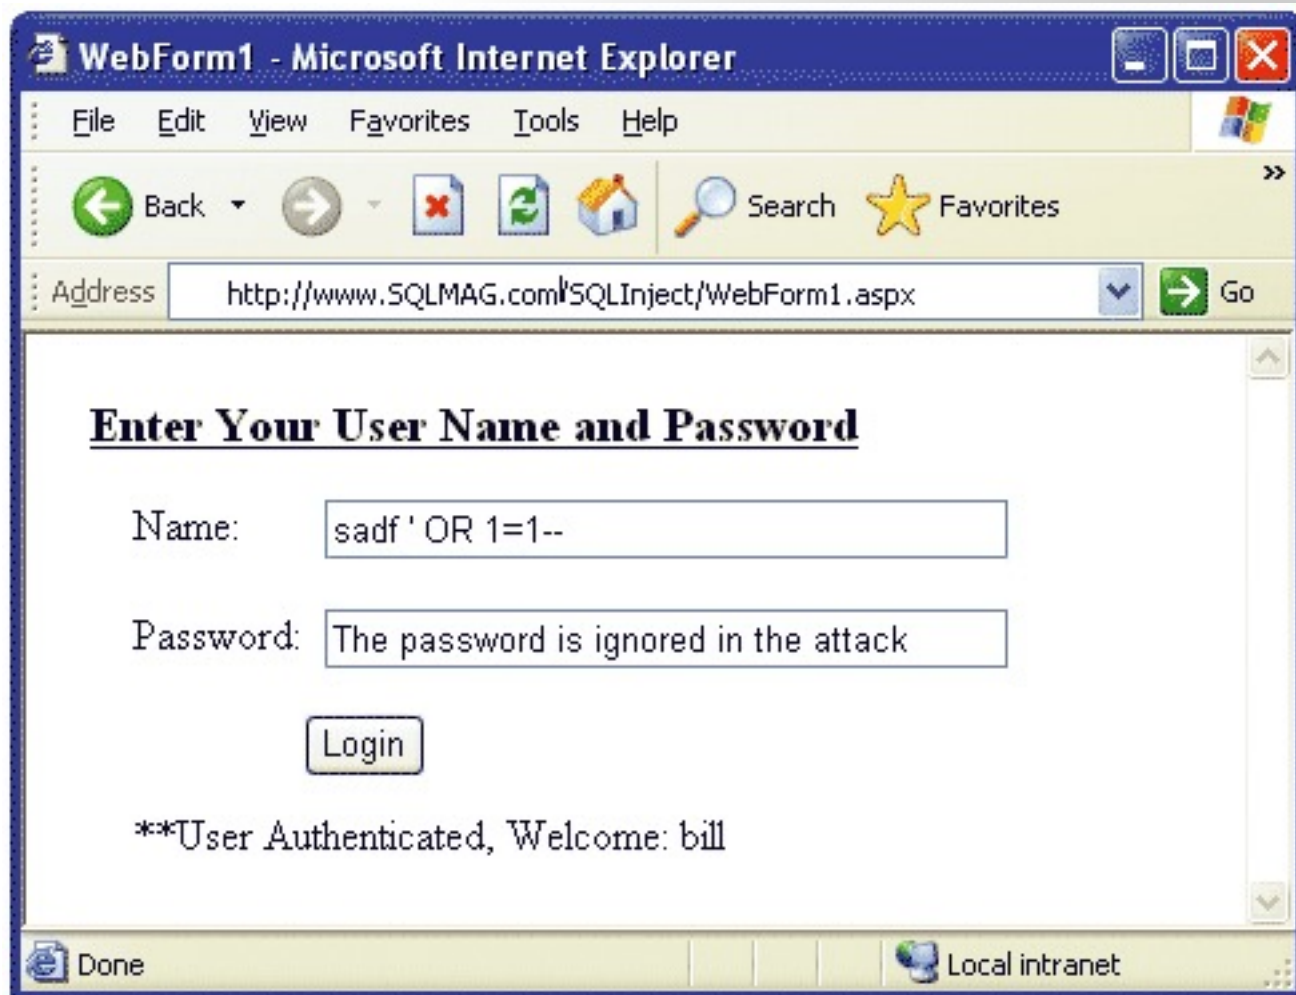 WebForm1 - Microsoft Internet Explorer
File Edit View Favorites Tools Help
Back Search Favorites »
Address http://www.SQLMAG.com/SQLInject/WebForm1.aspx Go
Enter Your User Name and Password
Name: sadf ' OR 1=1--
Password: The password is ignored in the attack
Login
**User Authenticated, Welcome: bill
Done Local intranet